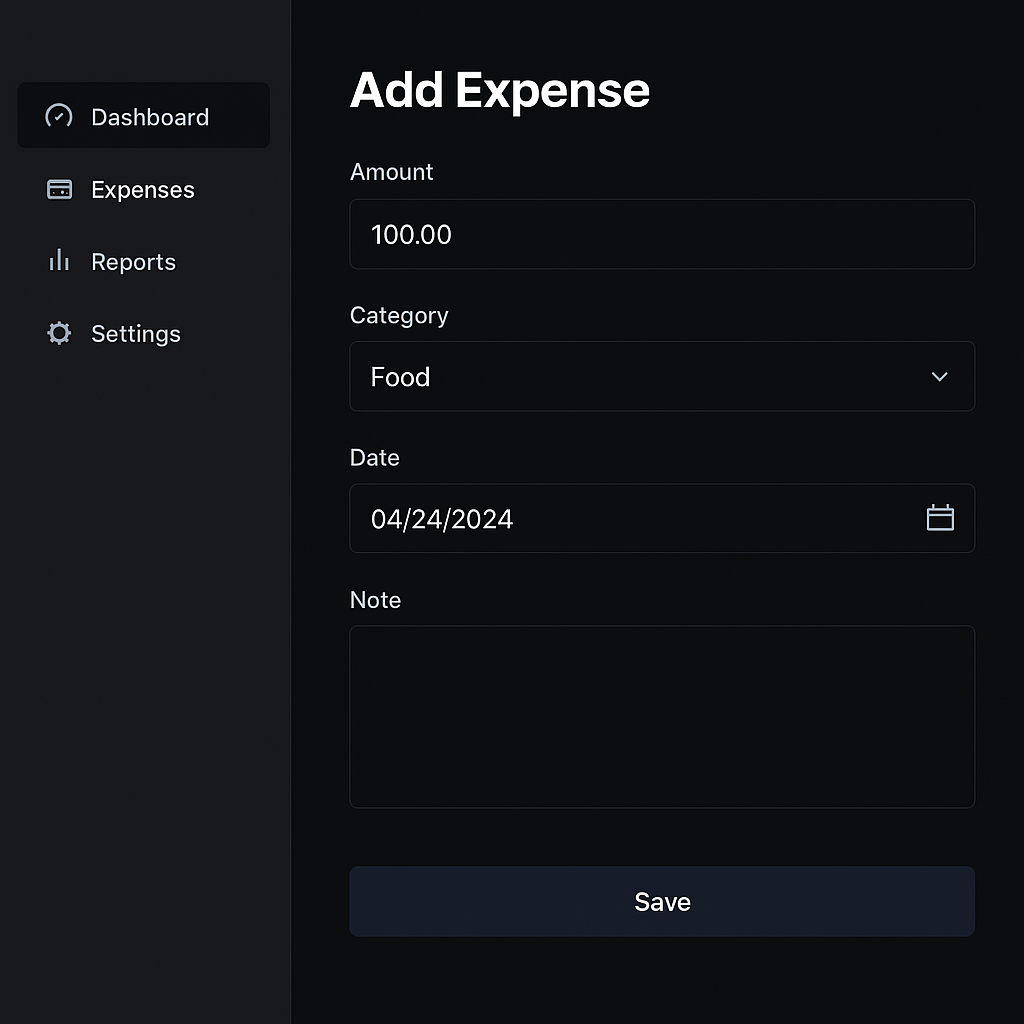 Dashboard
Expenses
Reports
Settings
Add Expense
Amount
100.00
Category
Food
Date
04/24/2024
Note
Save